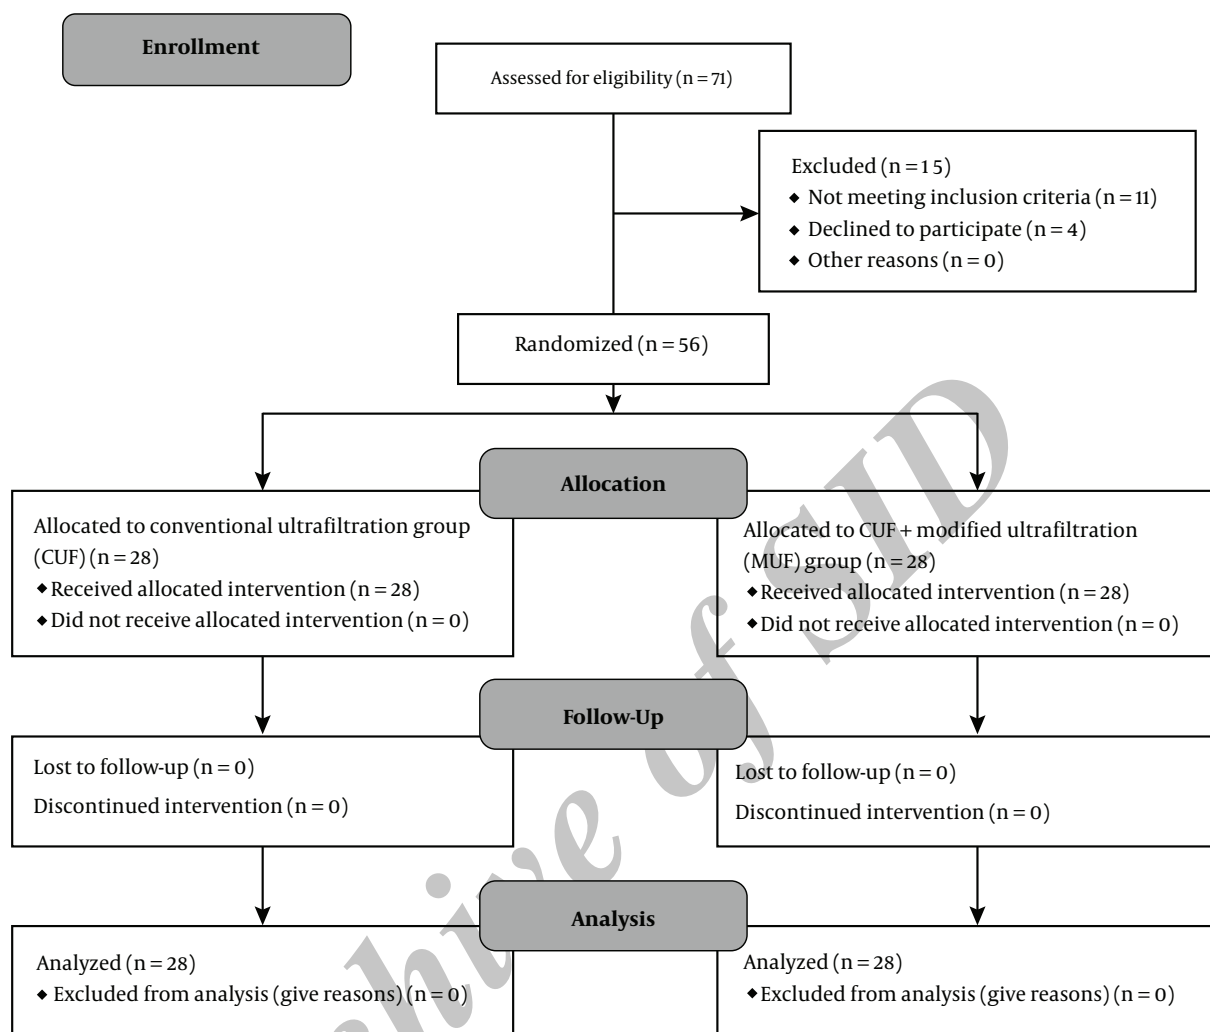 Enrollment
Assessed for eligibility (n = 71)
Excluded (n = 15)
◆ Not meeting inclusion criteria (n = 11)
◆ Declined to participate (n = 4)
◆ Other reasons (n = 0)
Randomized (n = 56)
Allocation
Allocated to conventional ultrafiltration group
(CUF) (n = 28)
◆ Received allocated intervention (n = 28)
◆ Did not receive allocated intervention (n = 0)
Allocated to CUF + modified ultrafiltration
(MUF) group (n = 28)
◆ Received allocated intervention (n = 28)
◆ Did not receive allocated intervention (n = 0)
Follow-Up
Lost to follow-up (n = 0)
Discontinued intervention (n = 0)
Lost to follow-up (n = 0)
Discontinued intervention (n = 0)
Analysis
Analyzed (n = 28)
◆ Excluded from analysis (give reasons) (n = 0)
Analyzed (n = 28)
◆ Excluded from analysis (give reasons) (n = 0)
of SID